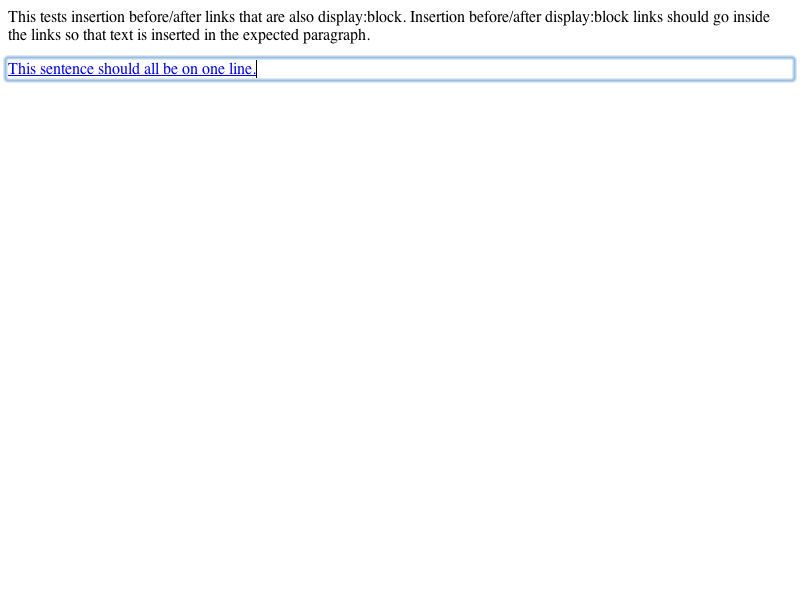 This tests insertion before/after links that are also display:block. Insertion before/after display:block links should go inside
the links so that text is inserted in the expected paragraph.
This sentence should all be on one line.